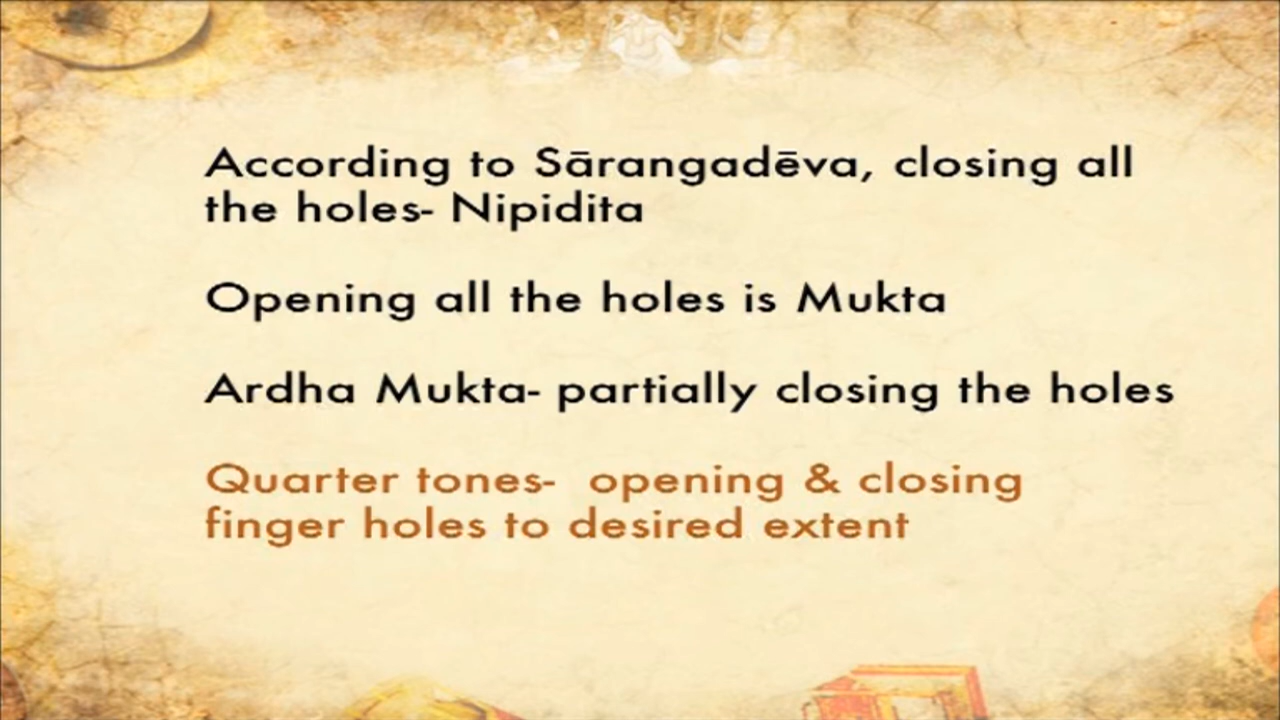 According to Sārangadēva, closing all
the holes- Nipidita
Opening all the holes is Mukta
Ardha Mukta- partially closing the holes
Quarter tones- opening & closing
finger holes to desired extent